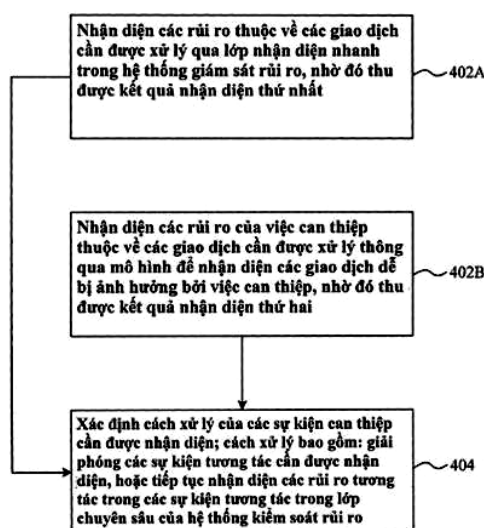 Nhận diện các rủi ro thuộc về các giao dịch
cần được xử lý qua lớp nhận diện nhanh
trong hệ thống giám sát rủi ro, nhờ đó thu
được kết quả nhận diện thứ nhất
402A
Nhận diện các rủi ro của việc can thiệp
thuộc về các giao dịch cần được xử lý thông
qua mô hình để nhận diện các giao dịch dễ
bị ảnh hưởng bởi việc can thiệp, nhờ đó thu
được kết quả nhận diện thứ hai
402B
Xác định cách xử lý của các sự kiện can thiệp
cần được nhận diện; cách xử lý bao gồm: giải
phóng các sự kiện tương tác cần được nhận
diện, hoặc tiếp tục nhận diện các rủi ro tương
tác trong các sự kiện tương tác trong lớp
chuyên sâu của hệ thống kiểm soát rủi ro
404